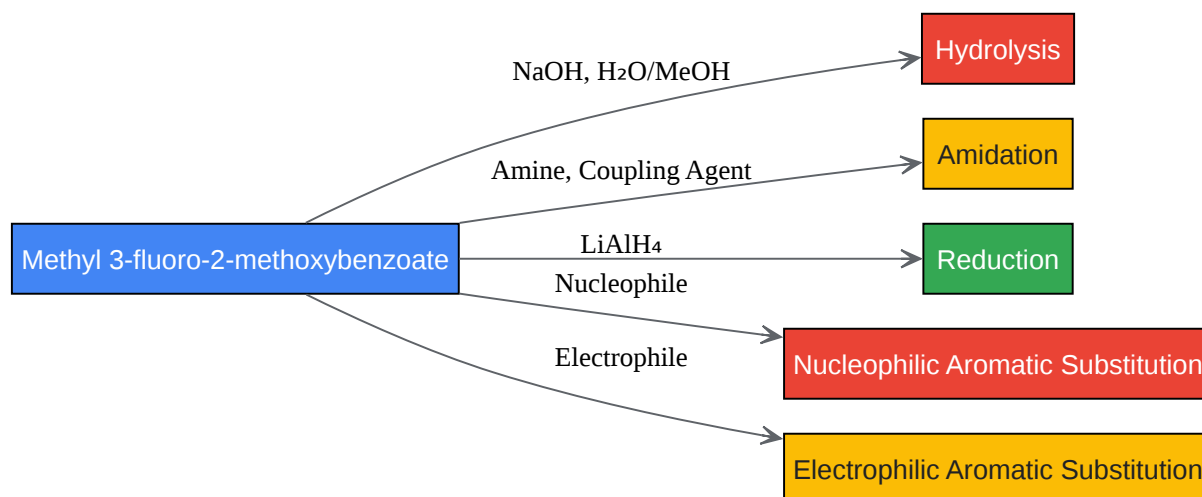 Hydrolysis
NaOH, H₂O/MeOH
Amidation
Amine, Coupling Agent
LiAlH₄
Methyl 3-fluoro-2-methoxybenzoate
Reduction
Nucleophile
Nucleophilic Aromatic Substitution
Electrophile
Electrophilic Aromatic Substitution